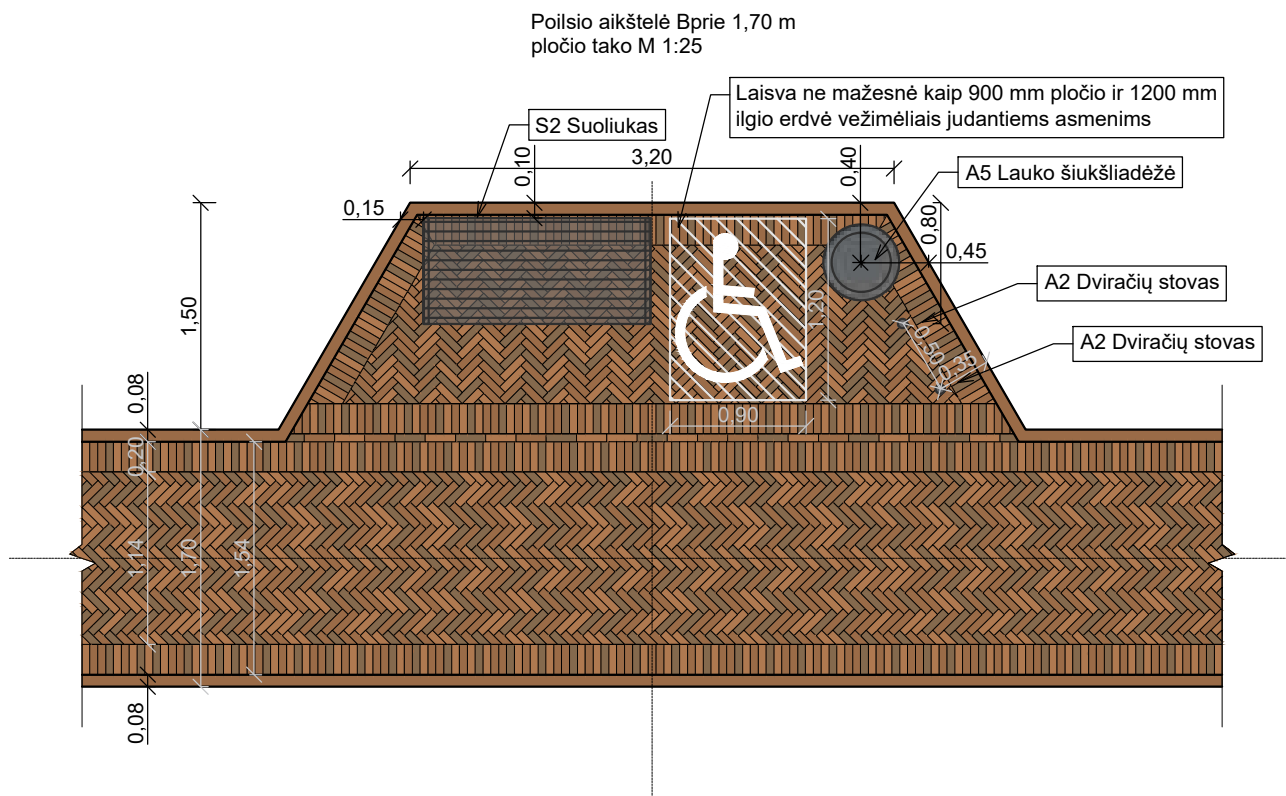 Poilsio aikštelė Bprie 1,70 m
pločio tako M 1:25
Laisva ne mažesnė kaip 900 mm pločio ir 1200 mm
ilgio erdvė vežimėliais judantiems asmenims
S2 Suoliukas
3,20
0,10
0,40
A5 Lauko šiukšliadėžė
0,15
0,80
0,45
A2 Dviračių stovas
1,50
1,20
0,50
0,35
A2 Dviračių stovas
0,08
0,90
0,20
1,14
1,70
1,54
0,08